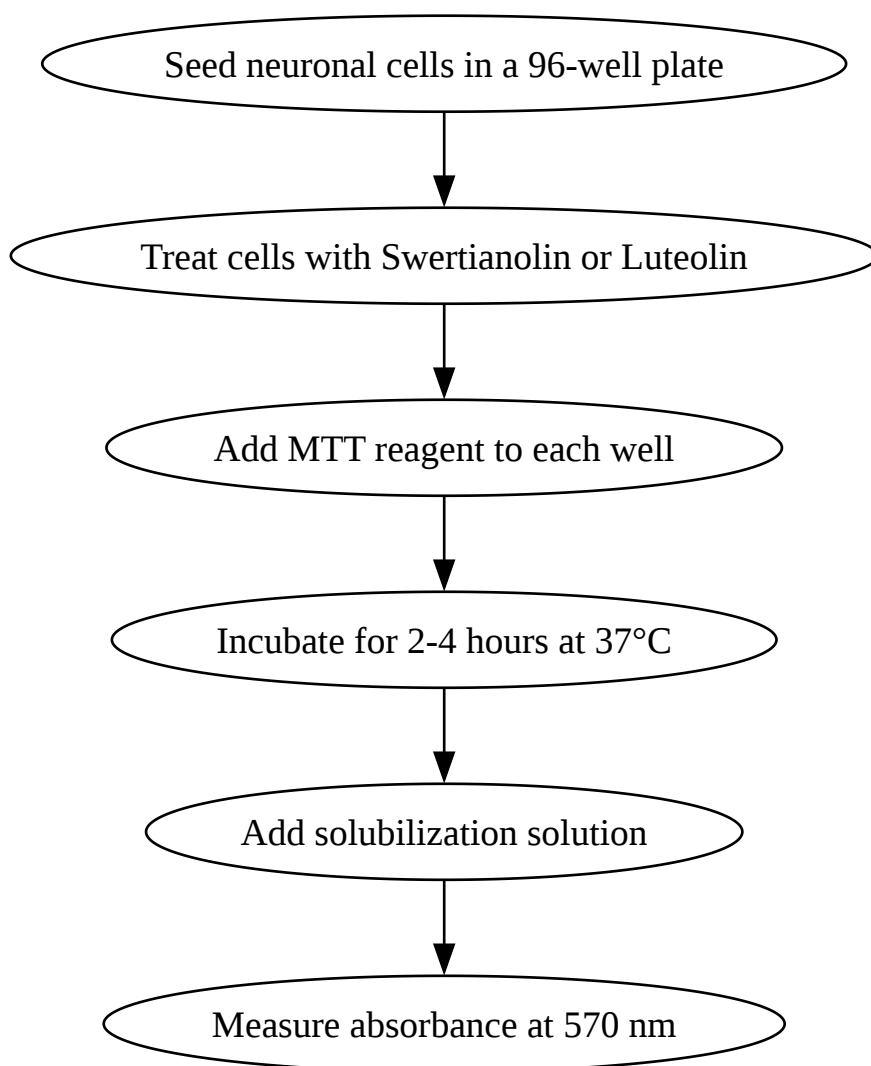 Seed neuronal cells in a 96-well plate
Treat cells with Swertianolin or Luteolin
Add MTT reagent to each well
Incubate for 2-4 hours at 37°C
Add solubilization solution
Measure absorbance at 570 nm